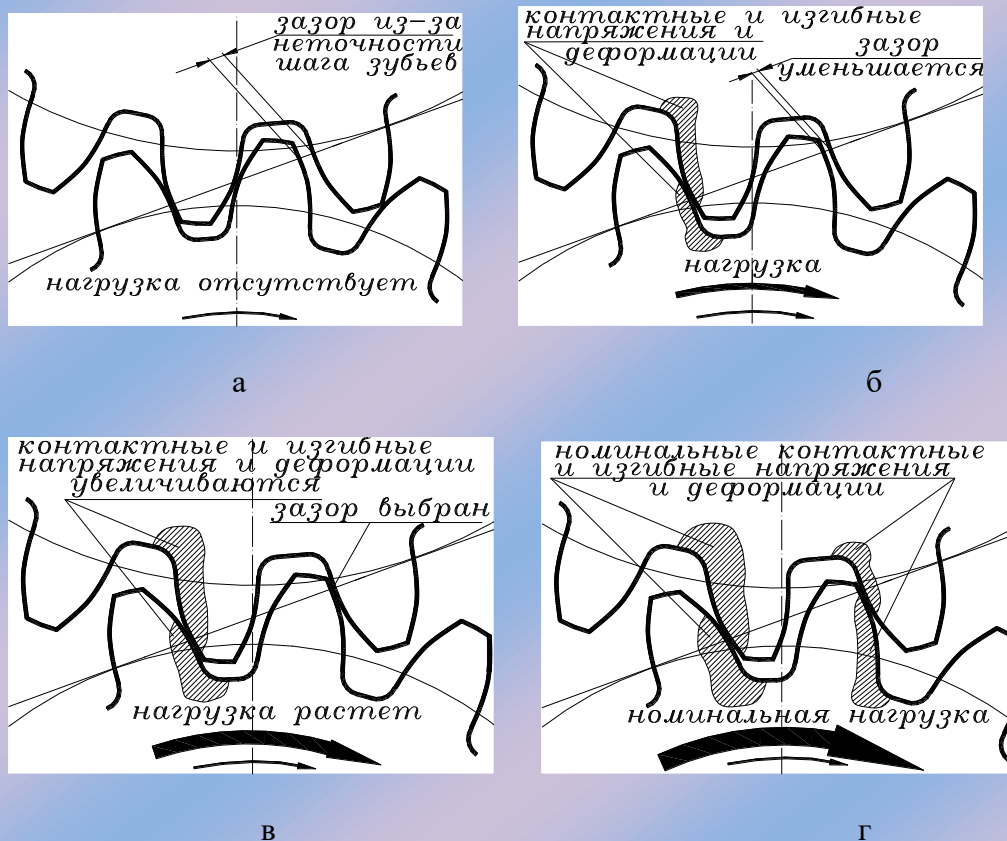 зазор из-за
неточности
шага зубьев
нагрузка отсутствует
а
контактные и изгибные
напряжения и
деформации
зазор
уменьшается
нагрузка
б
контактные и изгибные
напряжения и деформации
увеличиваются
зазор выбран
нагрузка растет
в
номинальные контактные
и изгибные напряжения
и деформации
номинальная нагрузка
г